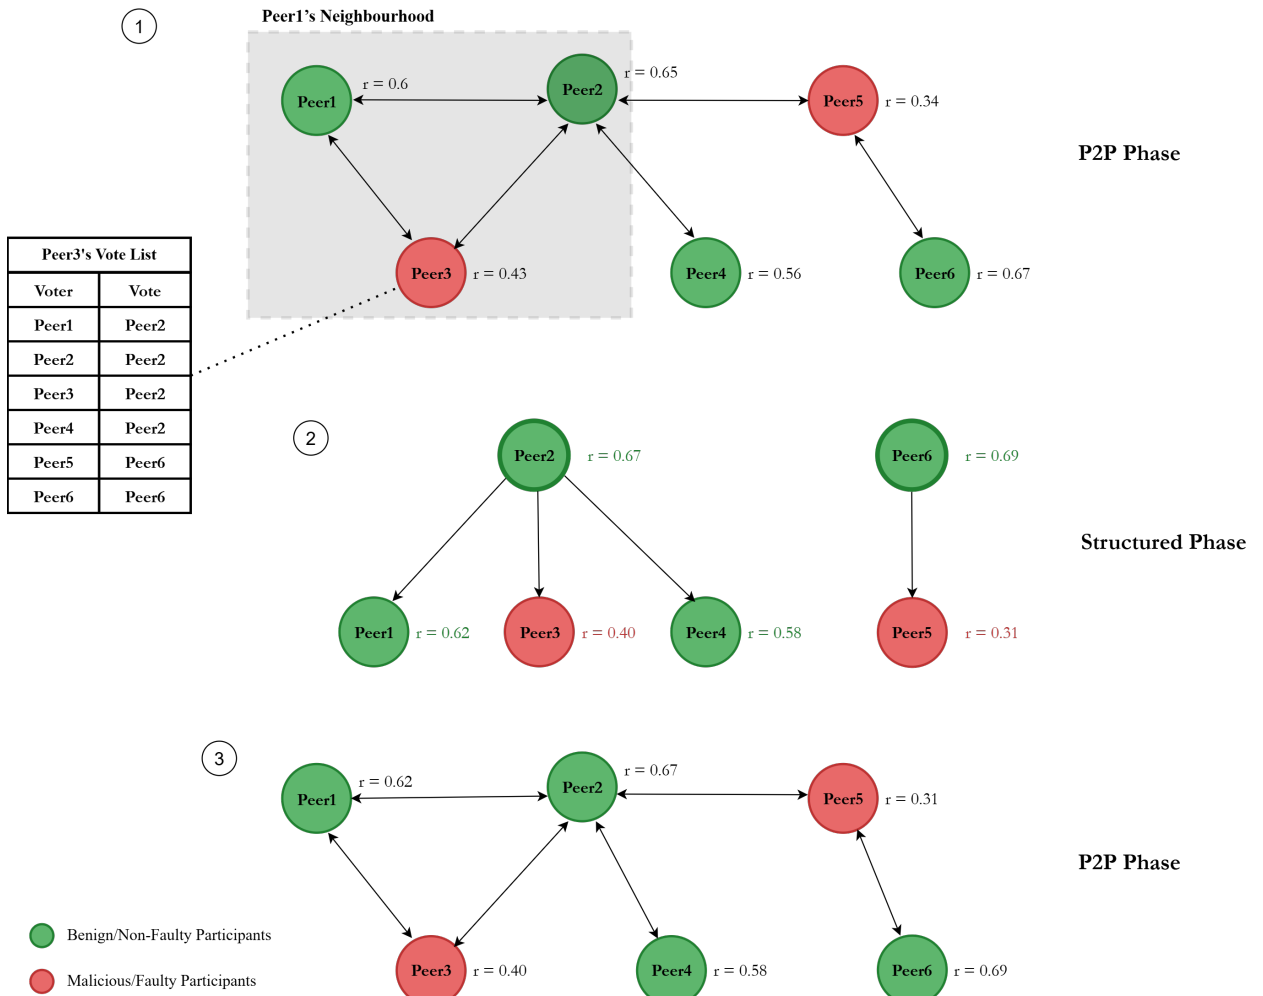 1
Peer1's Neighbourhood
Peer1
r = 0.6
Peer2
r = 0.65
Peer5
r = 0.34
P2P Phase
Peer3
r = 0.43
Peer4
r = 0.56
Peer6
r = 0.67
Peer3's Vote List
Voter Vote
Peer1 Peer2
Peer2 Peer2
Peer3 Peer2
Peer4 Peer2
Peer5 Peer6
Peer6 Peer6
2
Peer2
r = 0.67
Peer6
r = 0.69
Structured Phase
Peer1
r = 0.62
Peer3
r = 0.40
Peer4
r = 0.58
Peer5
r = 0.31
3
Peer1
r = 0.62
Peer2
r = 0.67
Peer5
r = 0.31
P2P Phase
Peer3
r = 0.40
Peer4
r = 0.58
Peer6
r = 0.69
Benign/Non-Faulty Participants
Malicious/Faulty Participants